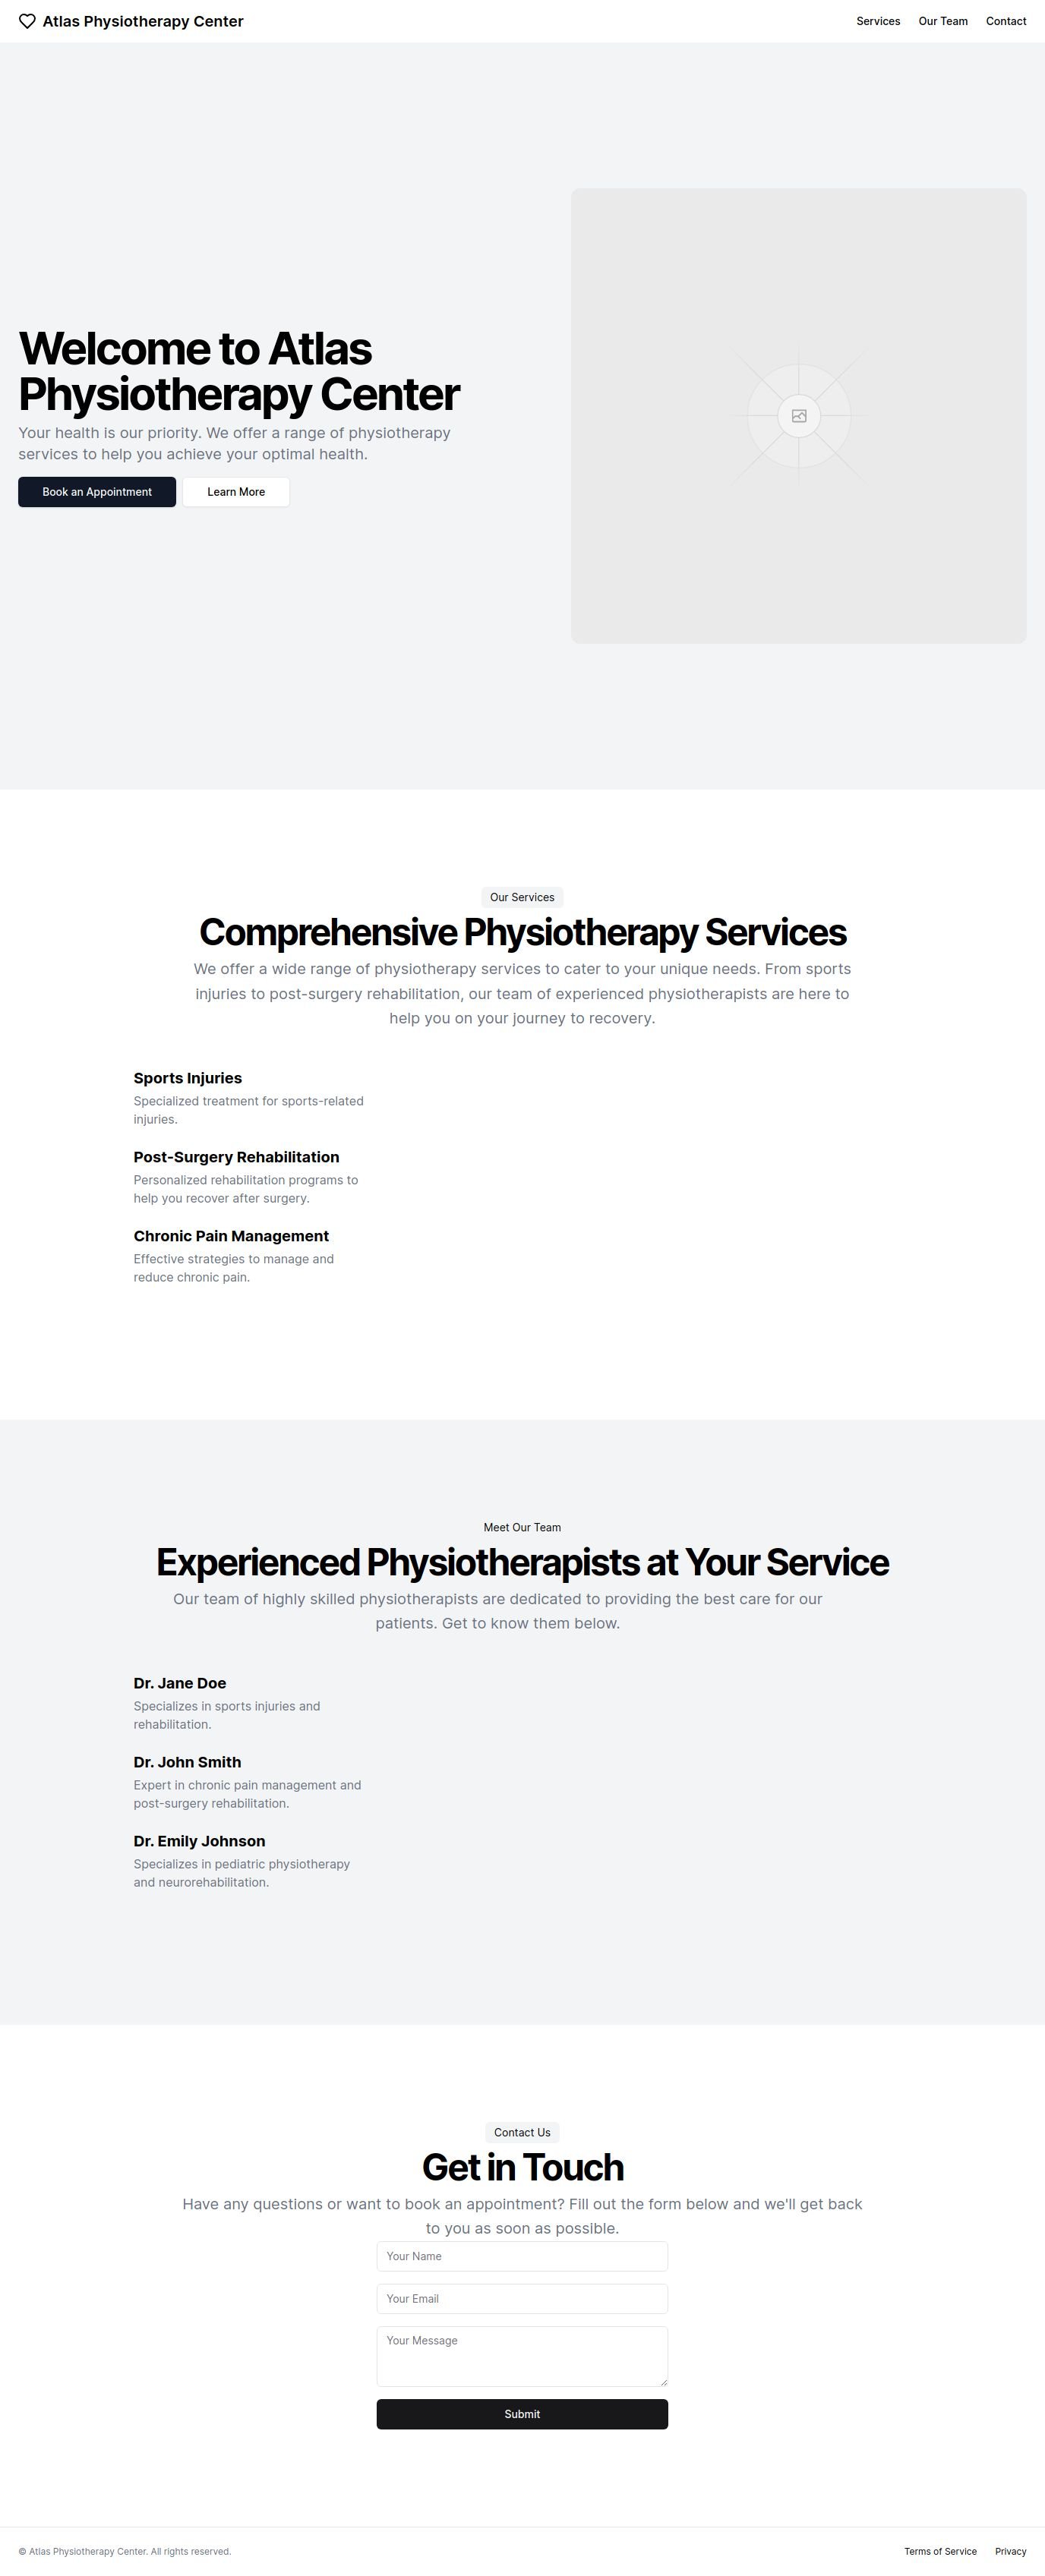 Atlas Physiotherapy Center
Services
Our Team
Contact
Welcome to Atlas
Physiotherapy Center
Your health is our priority. We offer a range of physiotherapy
services to help you achieve your optimal health.
Book an Appointment
Learn More
Our Services
Comprehensive Physiotherapy Services
We offer a wide range of physiotherapy services to cater to your unique needs. From sports
injuries to post-surgery rehabilitation, our team of experienced physiotherapists are here to
help you on your journey to recovery.
Sports Injuries
Specialized treatment for sports-related
injuries.
Post-Surgery Rehabilitation
Personalized rehabilitation programs to
help you recover after surgery.
Chronic Pain Management
Effective strategies to manage and
reduce chronic pain.
Meet Our Team
Experienced Physiotherapists at Your Service
Our team of highly skilled physiotherapists are dedicated to providing the best care for our
patients. Get to know them below.
Dr. Jane Doe
Specializes in sports injuries and
rehabilitation.
Dr. John Smith
Expert in chronic pain management and
post-surgery rehabilitation.
Dr. Emily Johnson
Specializes in pediatric physiotherapy
and neurorehabilitation.
Contact Us
Get in Touch
Have any questions or want to book an appointment? Fill out the form below and we'll get back
to you as soon as possible.
Your Name
Your Email
Your Message
Submit
© Atlas Physiotherapy Center. All rights reserved.
Terms of Service
Privacy